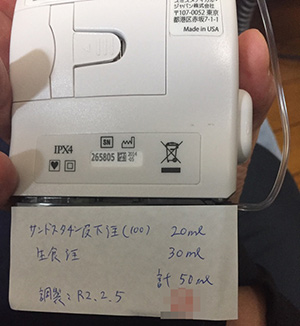 ジャパン株式会社
〒107-0052 東京
都港区赤坂7-1-1
Made in USA
IPX4
SN
265805
2014
サンドスタチン皮下注(100) 20ml
生食注 30ml
計 50ml
調製:R2.2.5